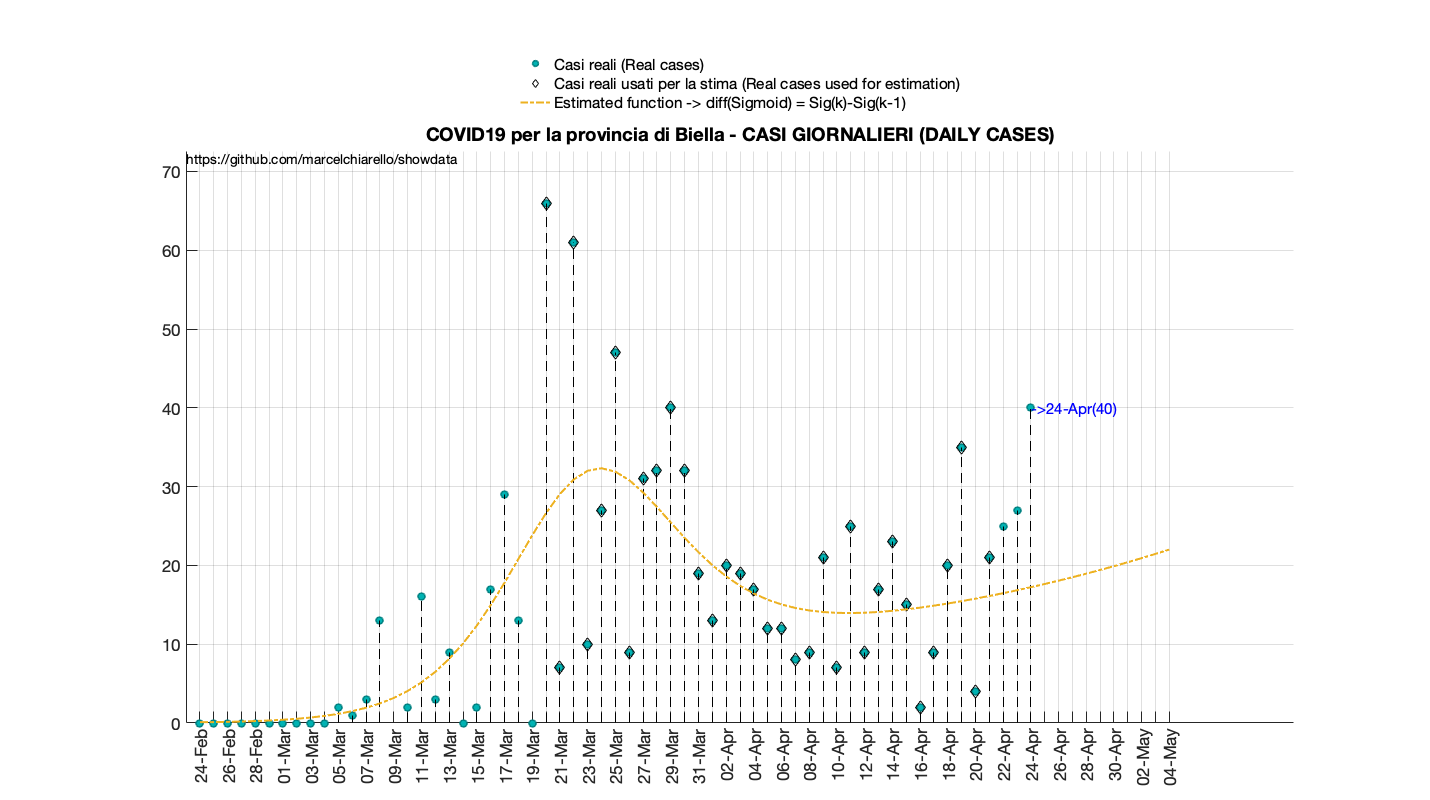 Casi reali (Real cases)
Casi reali usati per la stima (Real cases used for estimation)
Estimated function -> diff(Sigmoid) = Sig(k)-Sig(k-1)
COVID19 per la provincia di Biella - CASI GIORNALIERI (DAILY CASES)
https://github.com/marcelchiarello/showdata
70
60
50
40
30
20
10
0
->24-Apr(40)
24-Feb
26-Feb
28-Feb
01-Mar
03-Mar
05-Mar
07-Mar
09-Mar
11-Mar
13-Mar
15-Mar
17-Mar
19-Mar
21-Mar
23-Mar
25-Mar
27-Mar
29-Mar
31-Mar
02-Apr
04-Apr
06-Apr
08-Apr
10-Apr
12-Apr
14-Apr
16-Apr
18-Apr
20-Apr
22-Apr
24-Apr
26-Apr
28-Apr
30-Apr
02-May
04-May